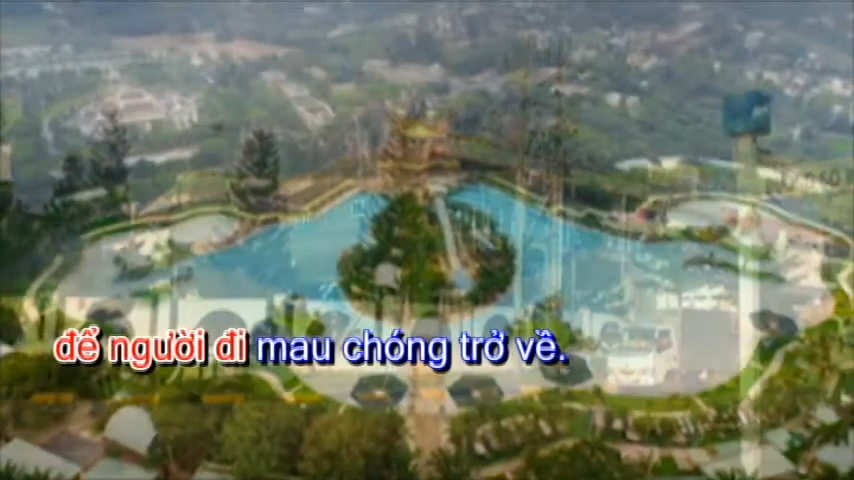 để người đi mau chóng trở về.